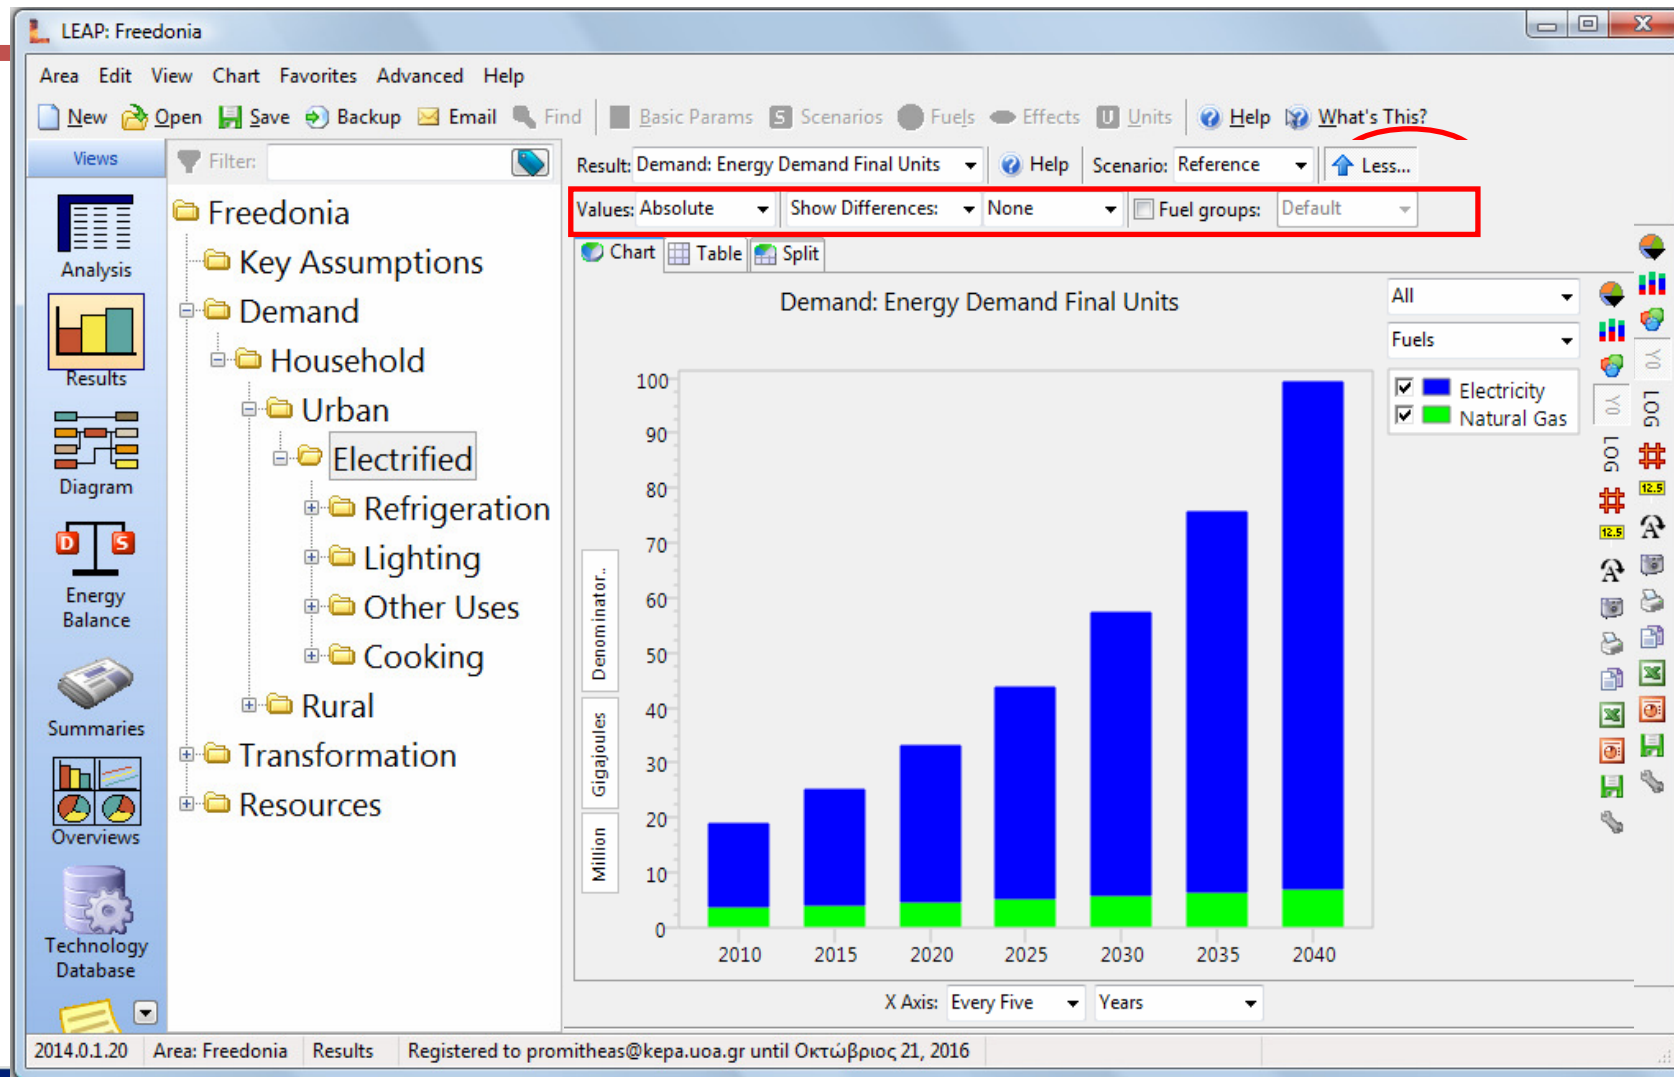 LEAP: Freedonia
Area Edit View Chart Favorites Advanced Help
New Open Save Backup Email Find Basic Params S Scenarios Fuels Effects U Units Help What's This?
Views
Filter:
Result: Demand: Energy Demand Final Units Help Scenario: Reference Less...
Values: Absolute Show Differences: None Fuel groups: Default
Chart Table Split
Analysis
Results
Diagram
D S
Energy
Balance
Summaries
Overviews
Technology
Database
Freedonia
Key Assumptions
Demand
Household
Urban
Electrified
Refrigeration
Lighting
Other Uses
Cooking
Rural
Transformation
Resources
Demand: Energy Demand Final Units
All
Fuels
Electricity
Natural Gas
Denominator..
Gigajoules
Million
100
90
80
70
60
50
40
30
20
10
0
2010 2015 2020 2025 2030 2035 2040
X Axis: Every Five Years
Y0
LOG
12.5
A
Y0
LOG
12.5
A
2014.0.1.20 Area: Freedonia Results Registered to promitheas@kepa.uoa.gr until Οκτώβριος 21, 2016